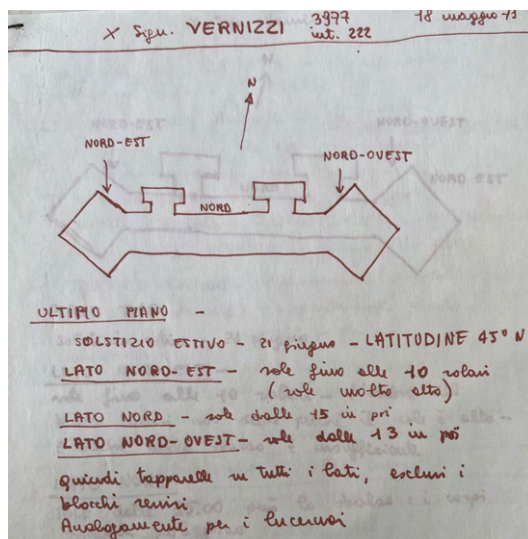 x Sign. VERNIZZI 3977 18 maggio 73
int. 222
N
NORD-EST
NORD-OVEST
NORD
ULTIMO PIANO -
SOLSTIZIO ESTIVO - 21 giugno - LATITUDINE 45° N
LATO NORD-EST - sole fino alle 10 solari
(sole molto alto)
LATO NORD - sole dalle 15 in poi
LATO NORD-OVEST - sole dalle 13 in poi
quindi tapparelle su tutti i lati, esclusi i
blocchi servizi
Analogamente per i lucernai